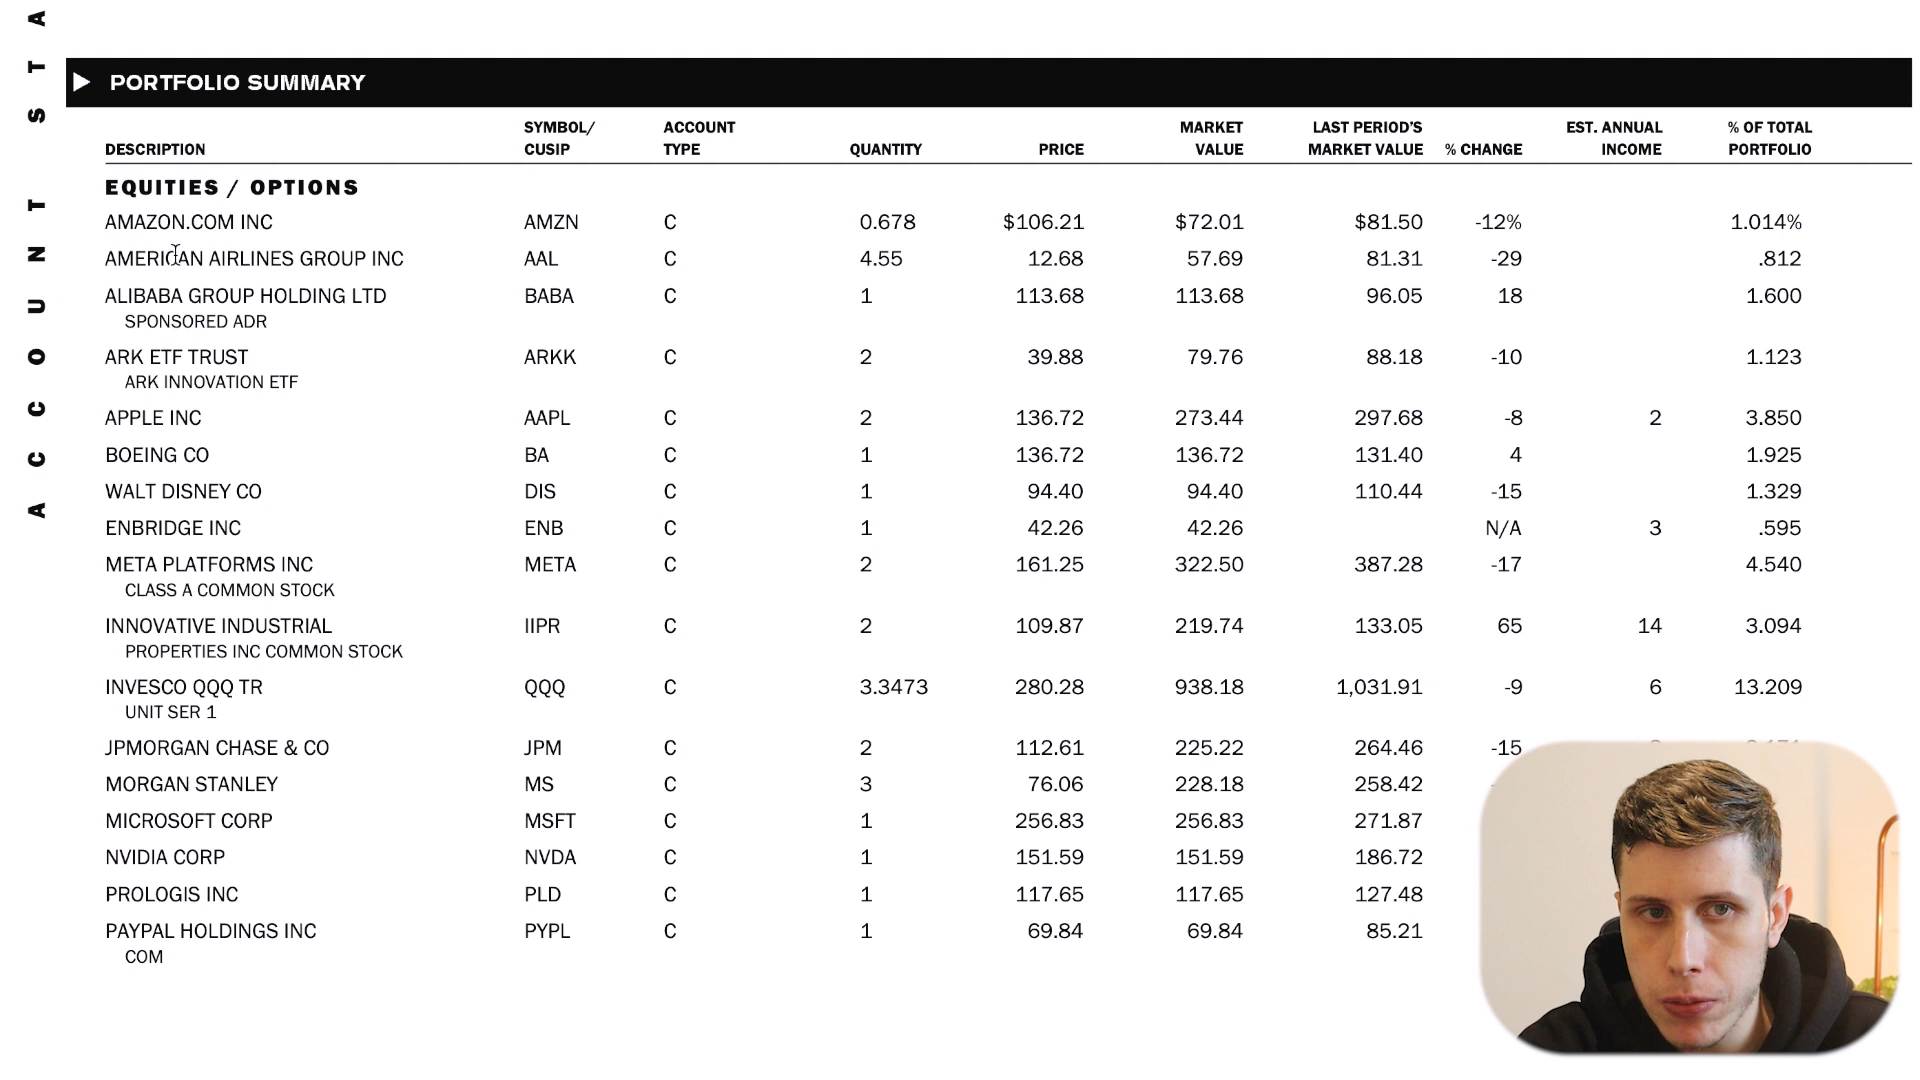 ACCOUNT STA
PORTFOLIO SUMMARY
DESCRIPTION SYMBOL/ CUSIP ACCOUNT TYPE QUANTITY PRICE MARKET VALUE LAST PERIOD'S MARKET VALUE % CHANGE EST. ANNUAL INCOME % OF TOTAL PORTFOLIO
EQUITIES / OPTIONS
AMAZON.COM INC AMZN C 0.678 $106.21 $72.01 $81.50 -12% 1.014%
AMERICAN AIRLINES GROUP INC AAL C 4.55 12.68 57.69 81.31 -29 .812
ALIBABA GROUP HOLDING LTD BABA C 1 113.68 113.68 96.05 18 1.600
SPONSORED ADR
ARK ETF TRUST ARKK C 2 39.88 79.76 88.18 -10 1.123
ARK INNOVATION ETF
APPLE INC AAPL C 2 136.72 273.44 297.68 -8 2 3.850
BOEING CO BA C 1 136.72 136.72 131.40 4 1.925
WALT DISNEY CO DIS C 1 94.40 94.40 110.44 -15 1.329
ENBRIDGE INC ENB C 1 42.26 42.26 N/A 3 .595
META PLATFORMS INC META C 2 161.25 322.50 387.28 -17 4.540
CLASS A COMMON STOCK
INNOVATIVE INDUSTRIAL IIPR C 2 109.87 219.74 133.05 65 14 3.094
PROPERTIES INC COMMON STOCK
INVESCO QQQ TR QQQ C 3.3473 280.28 938.18 1,031.91 -9 6 13.209
UNIT SER 1
JPMORGAN CHASE & CO JPM C 2 112.61 225.22 264.46 -15
MORGAN STANLEY MS C 3 76.06 228.18 258.42
MICROSOFT CORP MSFT C 1 256.83 256.83 271.87
NVIDIA CORP NVDA C 1 151.59 151.59 186.72
PROLOGIS INC PLD C 1 117.65 117.65 127.48
PAYPAL HOLDINGS INC PYPL C 1 69.84 69.84 85.21
COM